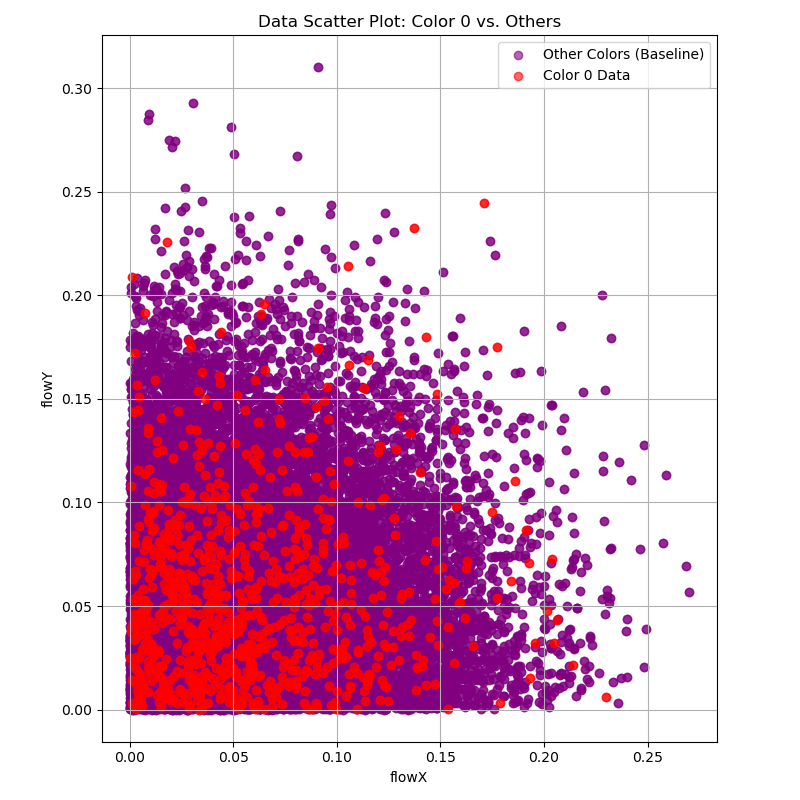 Data Scatter Plot: Color 0 vs. Others
Other Colors (Baseline)
Color 0 Data
flowY
0.30
0.25
0.20
0.15
0.10
0.05
0.00
0.00 0.05 0.10 0.15 0.20 0.25
flowX